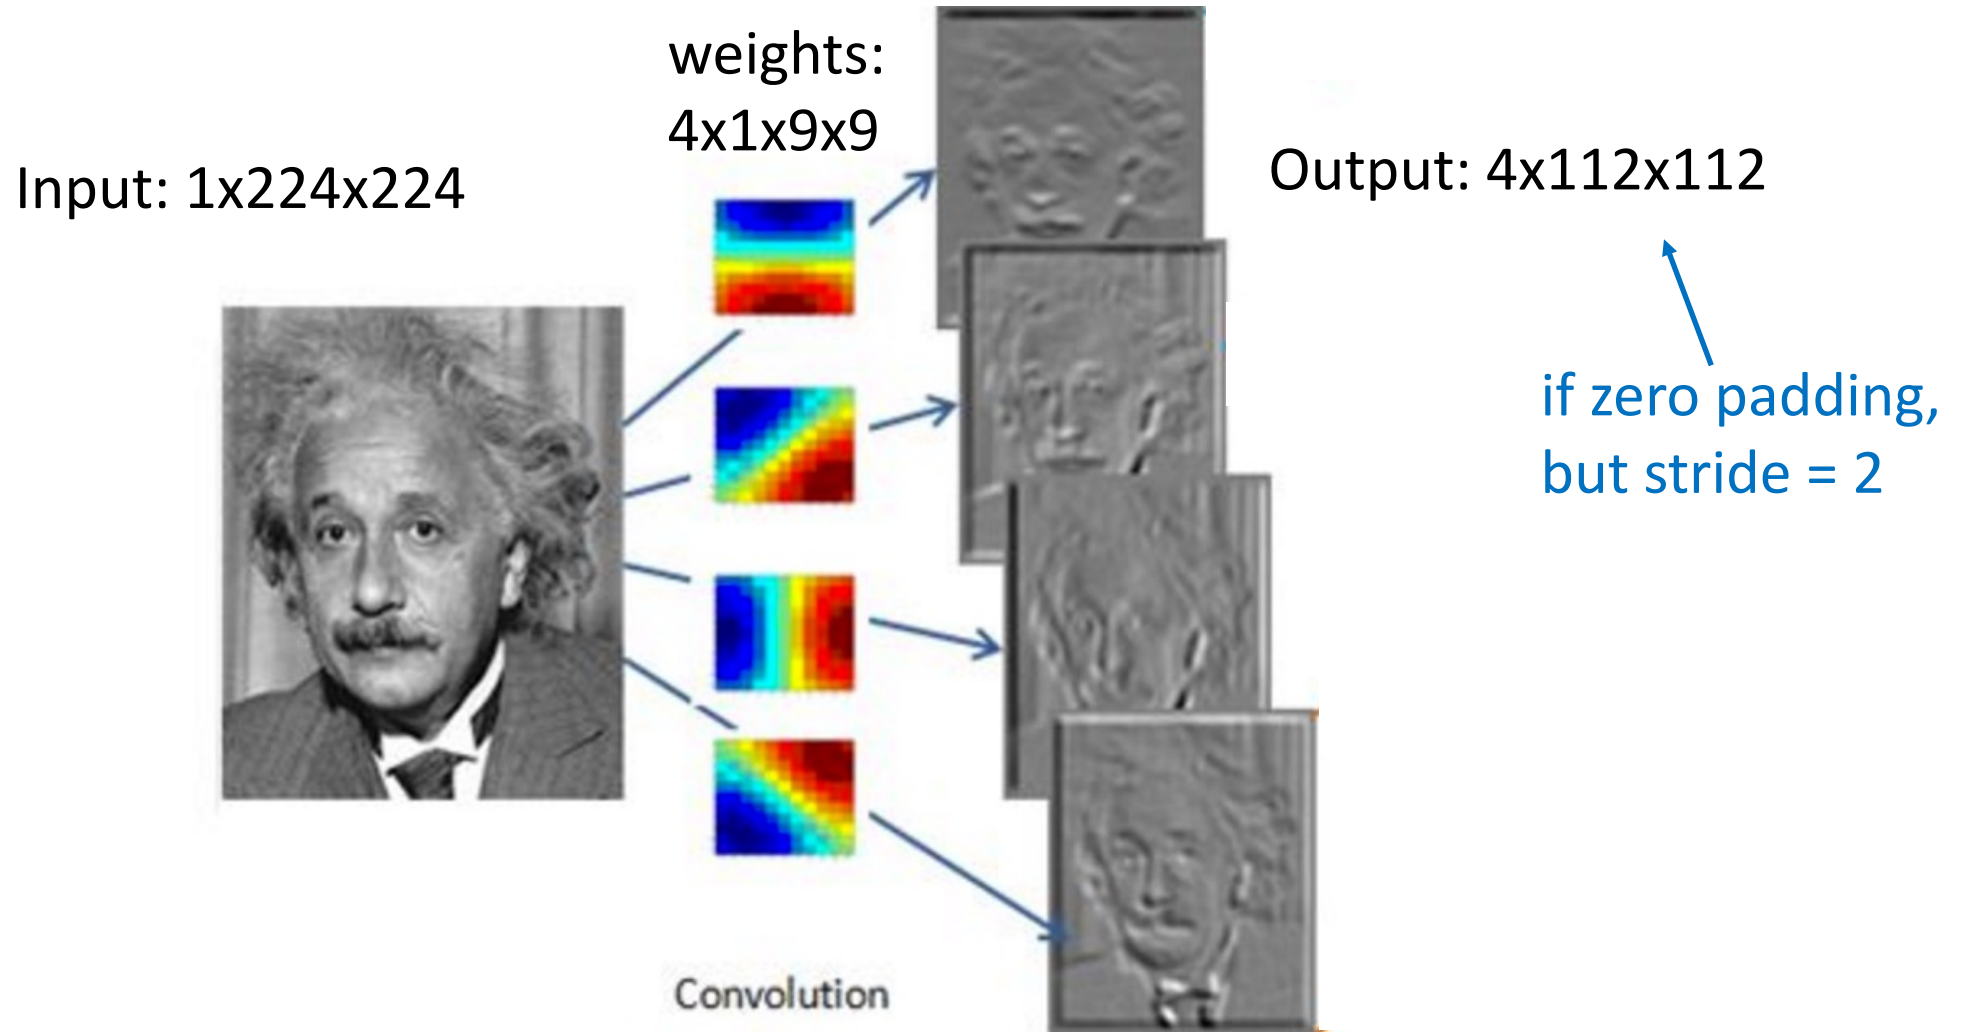 Input: 1x224x224
weights:
4x1x9x9
Output: 4x112x112
if zero padding,
but stride = 2
Convolution